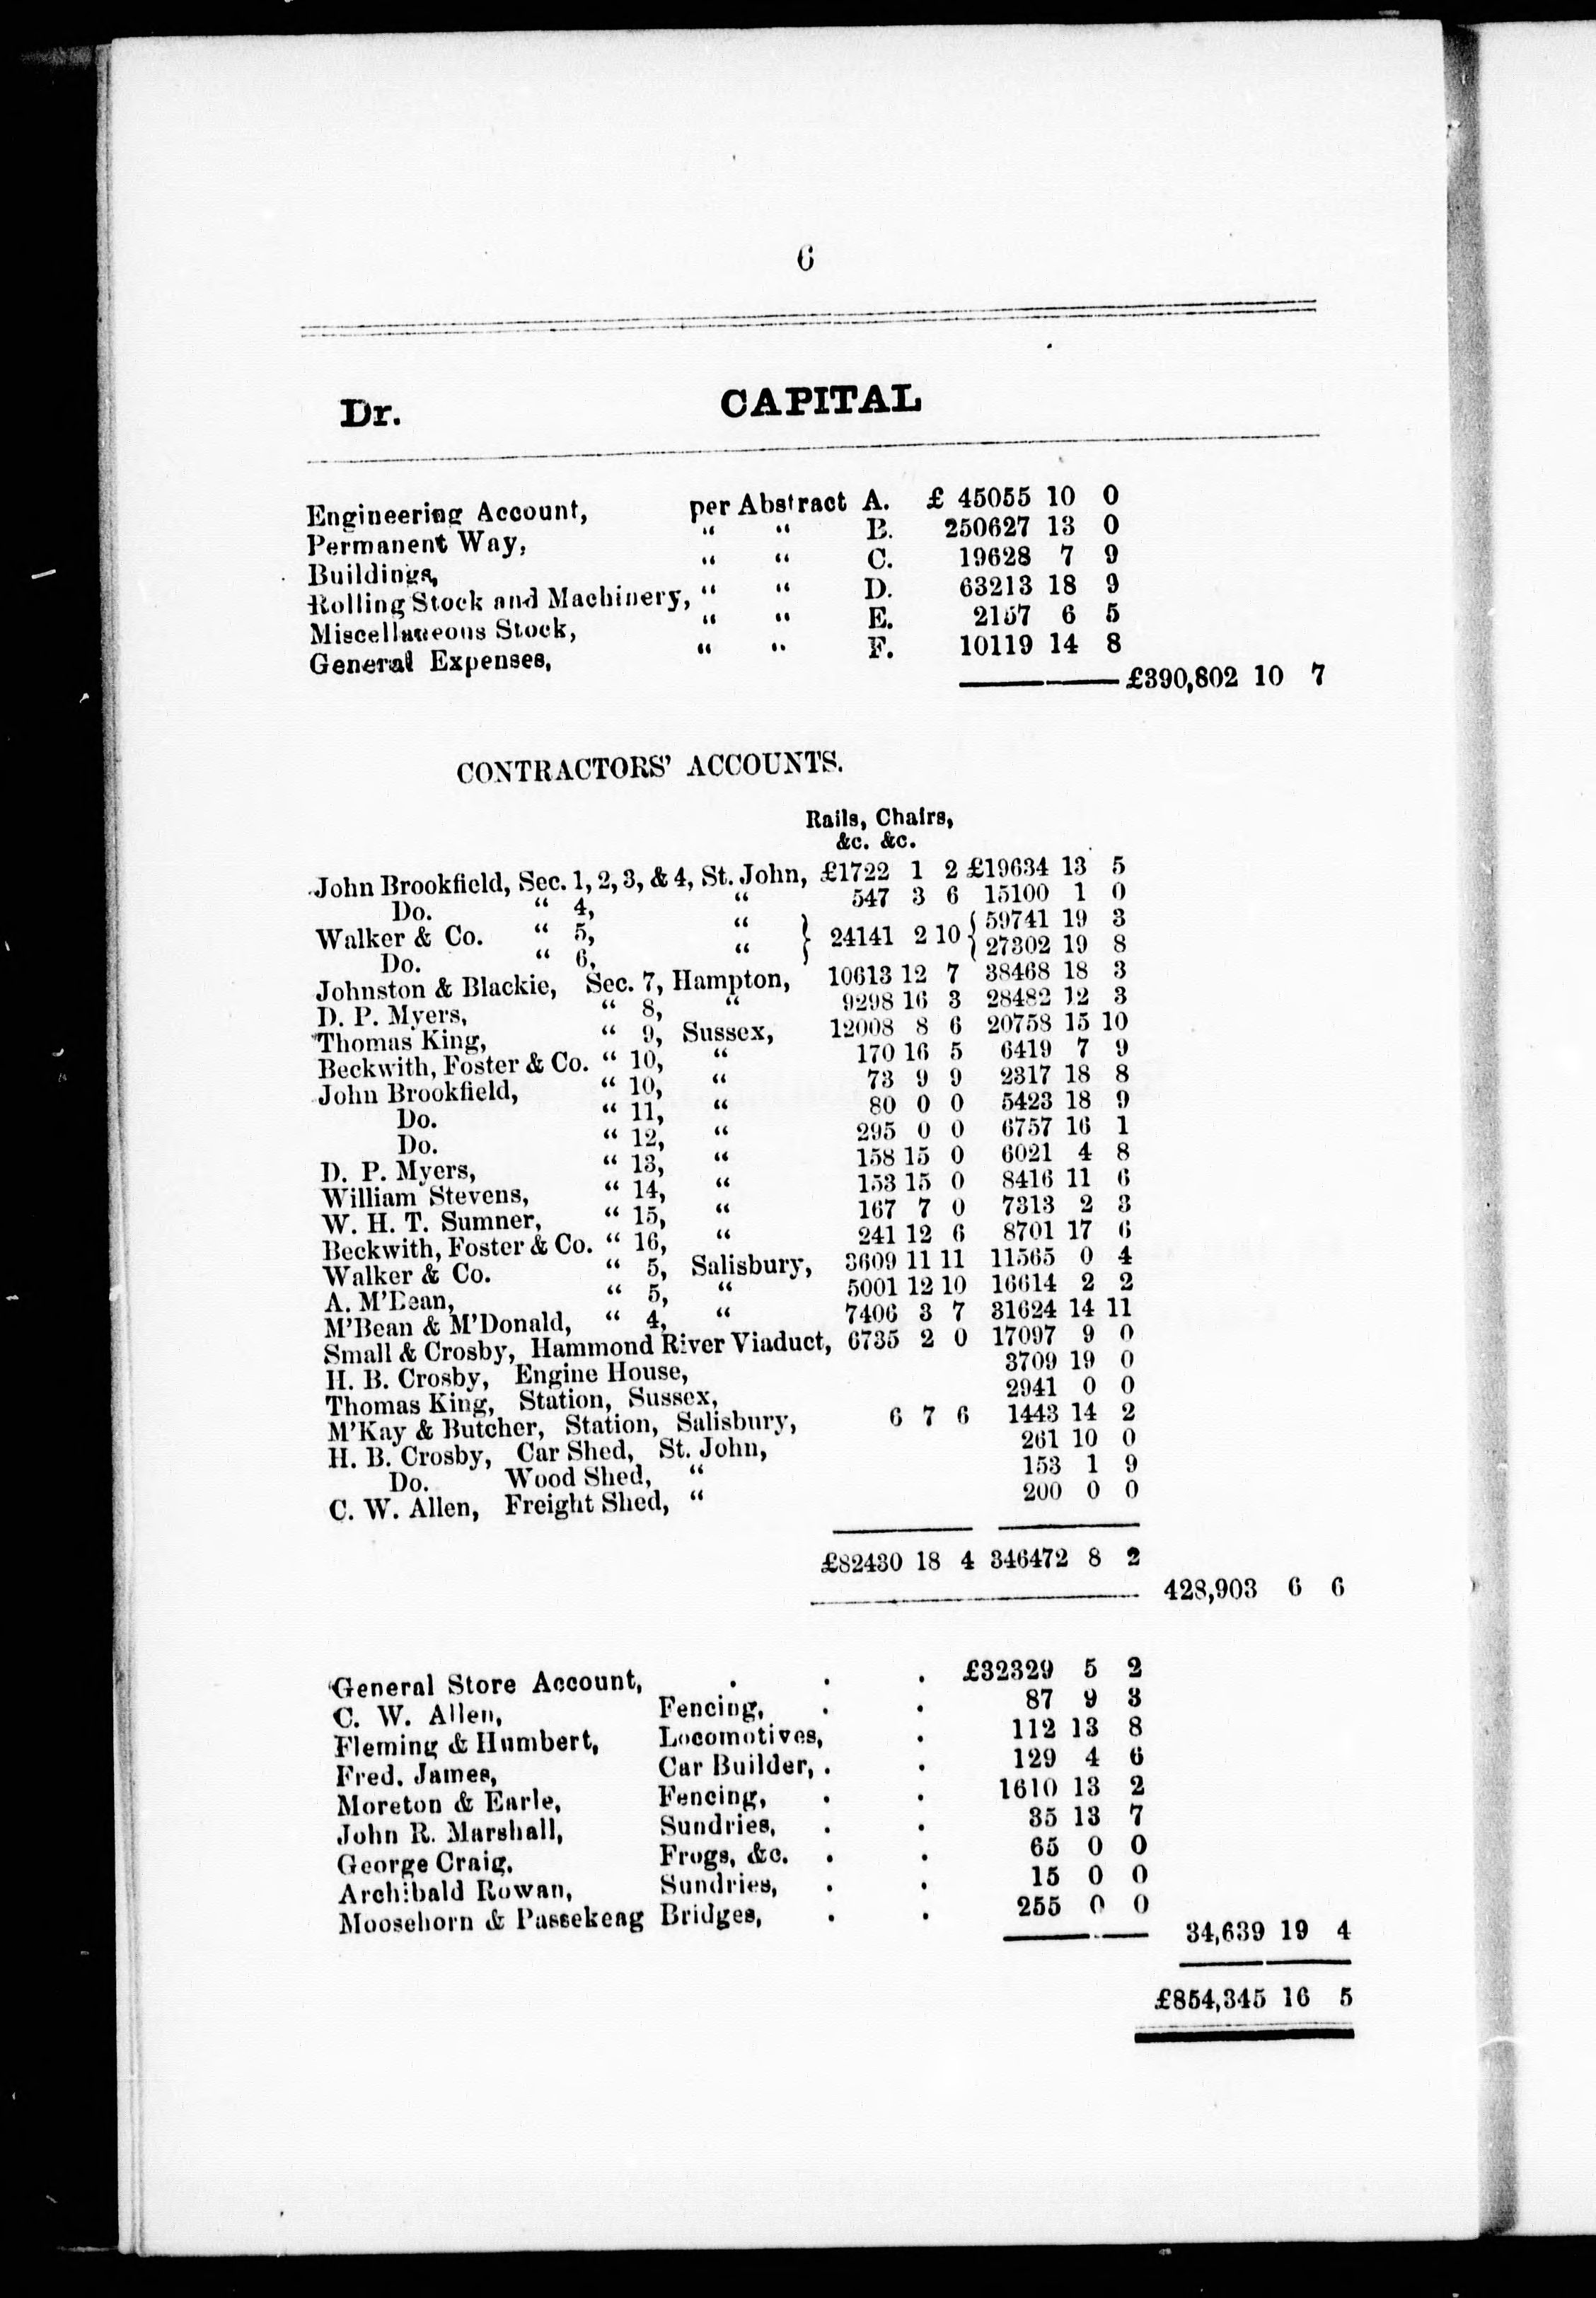 6
Dr. CAPITAL
Engineering Account, per Abstract A. £ 45055 10 0
Permanent Way, “ “ B. 250627 13 0
Buildings, “ “ C. 19628 7 9
Rolling Stock and Machinery, “ “ D. 63213 18 9
Miscellaneous Stock, “ “ E. 2157 6 5
General Expenses, “ “ F. 10119 14 8
£390,802 10 7
CONTRACTORS’ ACCOUNTS.
Rails, Chairs,
&c. &c.
John Brookfield, Sec. 1, 2, 3, & 4, St. John, £1722 1 2 £19634 13 5
Do. “ 4, “ 547 3 6 15100 1 0
Walker & Co. “ 5, “ } 24141 2 10 { 59741 19 3
Do. “ 6, “ 27302 19 8
Johnston & Blackie, Sec. 7, Hampton, 10613 12 7 38468 18 3
D. P. Myers, “ 8, “ 9298 16 3 28482 12 3
Thomas King, “ 9, Sussex, 12008 8 6 20758 15 10
Beckwith, Foster & Co. “ 10, “ 170 16 5 6419 7 9
John Brookfield, “ 10, “ 73 9 9 2317 18 8
Do. “ 11, “ 80 0 0 5423 18 9
Do. “ 12, “ 295 0 0 6757 16 1
D. P. Myers, “ 13, “ 158 15 0 6021 4 8
William Stevens, “ 14, “ 153 15 0 8416 11 6
W. H. T. Sumner, “ 15, “ 167 7 0 7313 2 3
Beckwith, Foster & Co. “ 16, “ 241 12 6 8701 17 6
Walker & Co. “ 5, Salisbury, 3609 11 11 11565 0 4
A. M’Bean, “ 5, “ 5001 12 10 16614 2 2
M’Bean & M’Donald, “ 4, “ 7406 3 7 31624 14 11
Small & Crosby, Hammond River Viaduct, 6735 2 0 17097 9 0
H. B. Crosby, Engine House, 3709 19 0
Thomas King, Station, Sussex, 2941 0 0
M’Kay & Butcher, Station, Salisbury, 6 7 6 1443 14 2
H. B. Crosby, Car Shed, St. John, 261 10 0
Do. Wood Shed, “ 153 1 9
C. W. Allen, Freight Shed, “ 200 0 0
£82430 18 4 346472 8 2
428,903 6 6
General Store Account, . . . £32329 5 2
C. W. Allen, Fencing, . . 87 9 3
Fleming & Humbert, Locomotives, . 112 13 8
Fred. James, Car Builder, . . 129 4 6
Moreton & Earle, Fencing, . . 1610 13 2
John R. Marshall, Sundries, . . 35 13 7
George Craig, Frogs, &c. . . 65 0 0
Archibald Rowan, Sundries, . . 15 0 0
Moosehorn & Passekeag Bridges, . . 255 0 0
34,639 19 4
£854,345 16 5